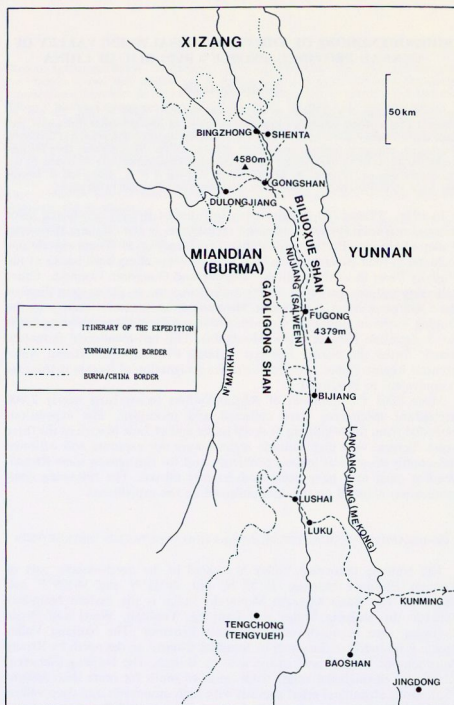 XIZANG
50 km
BINGZHONG
SHENTA
4580m
GONGSHAN
DULONGJIANG
BILUOXUE SHAN
MIANDIAN
(BURMA)
YUNNAN
NUJIANG (SALWEEN)
GAOLIGONG SHAN
FUGONG
4379m
ITINERARY OF THE EXPEDITION
YUNNAN/XIZANG BORDER
BURMA/CHINA BORDER
N'MAIKHA
BIJIANG
LANCANGJIANG (MEKONG)
LUSHAI
LUKU
KUNMING
TENGCHONG
(TENGYUEH)
BAOSHAN
JINGDONG